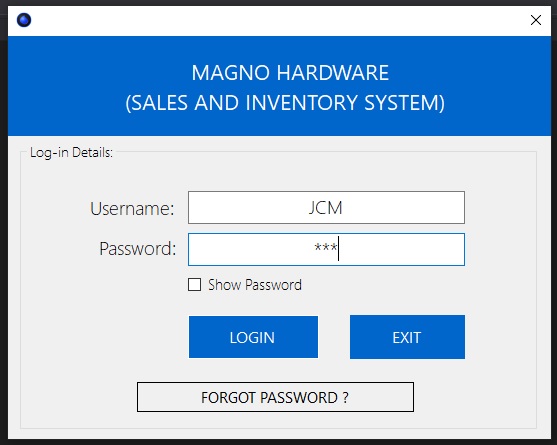 MAGNO HARDWARE
(SALES AND INVENTORY SYSTEM)
Log-in Details:
Username: JCM
Password: ***
Show Password
LOGIN EXIT
FORGOT PASSWORD ?